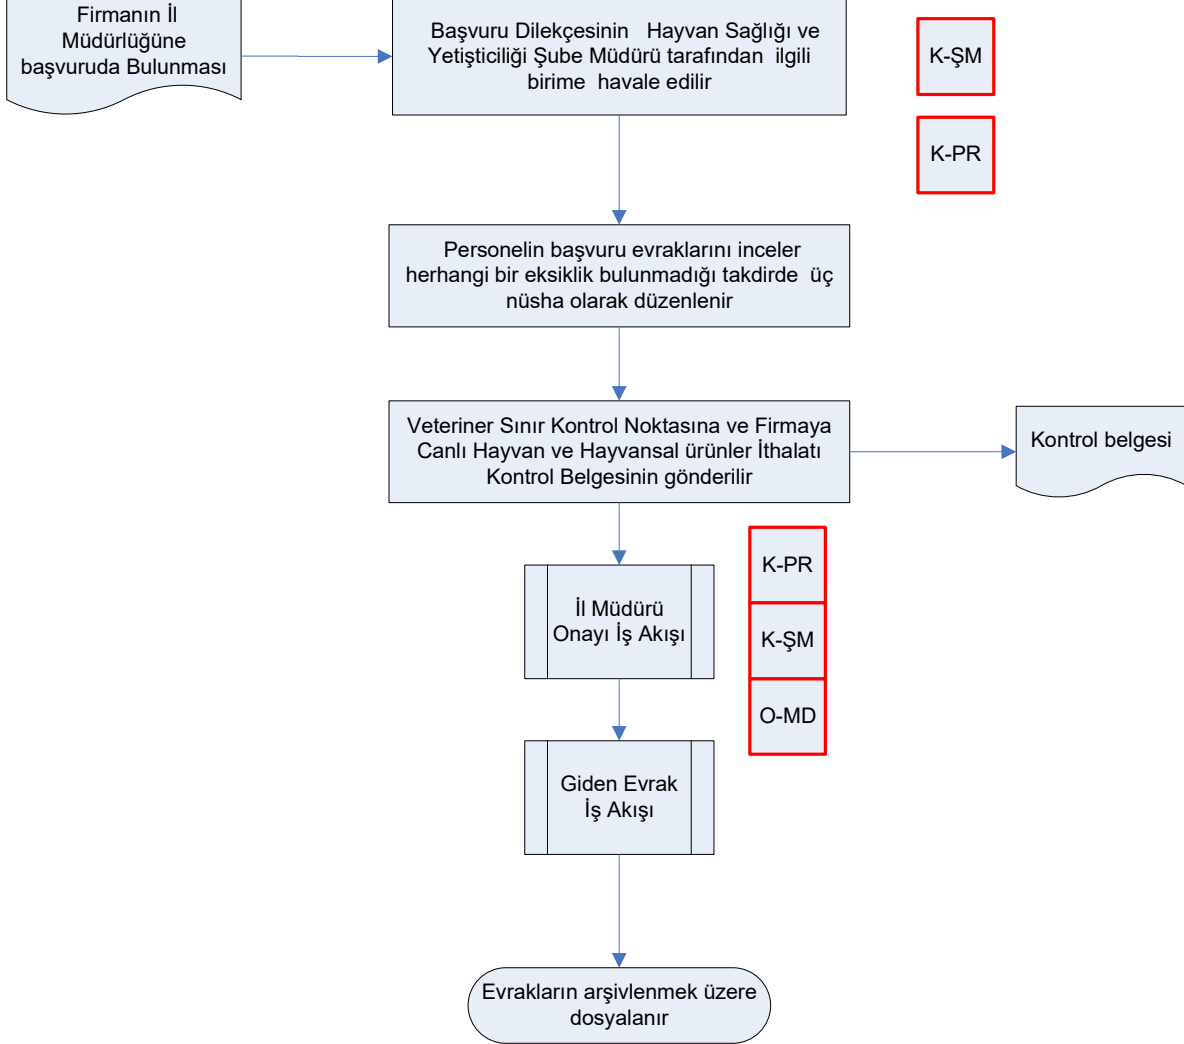 Firmanın İl
Müdürlüğüne
başvuruda Bulunması
Başvuru Dilekçesinin Hayvan Sağlığı ve
Yetişticiliği Şube Müdürü tarafından ilgili
birime havale edilir
K-ŞM
K-PR
Personelin başvuru evraklarını inceler
herhangi bir eksiklik bulunmadığı takdirde üç
nüsha olarak düzenlenir
Veteriner Sınır Kontrol Noktasına ve Firmaya
Canlı Hayvan ve Hayvansal ürünler İthalatı
Kontrol Belgesinin gönderilir
Kontrol belgesi
K-PR
İl Müdürü
Onayı İş Akışı
K-ŞM
O-MD
Giden Evrak
İş Akışı
Evrakların arşivlenmek üzere
dosyalanır